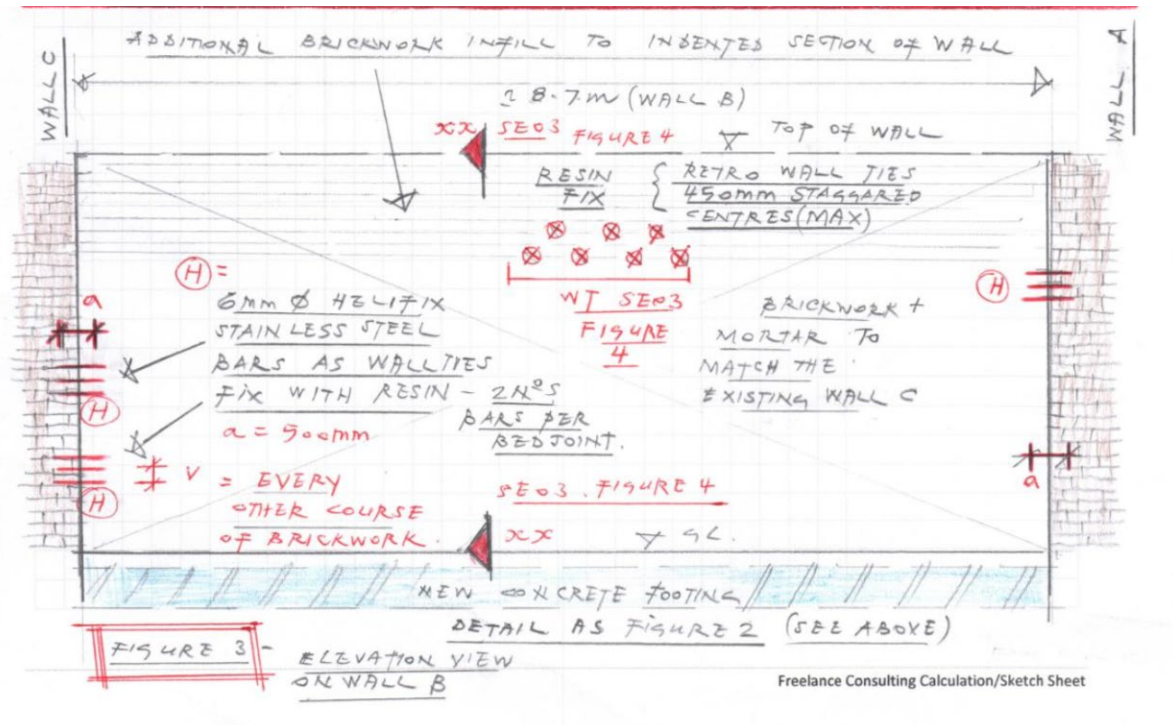 ADDITIONAL BRICKWORK INFILL TO INDENTED SECTION OF WALL
WALL C
WALL A
8.7m (WALL B)
xx SE03 FIGURE 4
TOP OF WALL
RESIN
FIX
RETRO WALL TIES
450mm STAGGARED
CENTRES (MAX)
H =
6mm Ø HELIFIX
STAINLESS STEEL
BARS AS WALL TIES
FIX WITH RESIN - 2NºS
BARS PER
BED JOINT.
a = 500mm
a
H
H
V = EVERY
OTHER COURSE
OF BRICKWORK.
WT SE03
FIGURE
4
BRICKWORK +
MORTAR TO
MATCH THE
EXISTING WALL C
H
a
SE03. FIGURE 4
xx
GL.
NEW CONCRETE FOOTING
DETAIL AS FIGURE 2 (SEE ABOVE)
FIGURE 3 -
ELEVATION VIEW
ON WALL B
Freelance Consulting Calculation/Sketch Sheet